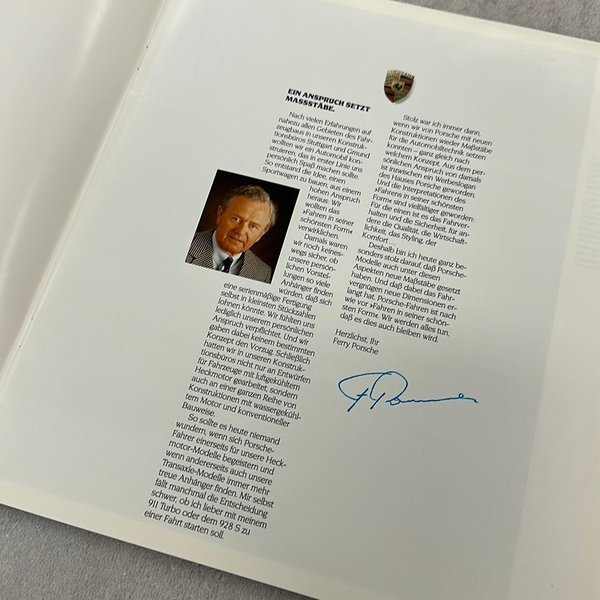 EIN ANSPRUCH SETZT
MASSSTÄBE.
Nach vielen Erfahrungen auf
nahezu allen Gebieten des Fahr-
zeugbaus in unseren Konstruk-
tionsbüros Stuttgart und Gmünd
wollten wir ein Automobil kon-
struieren, das in erster Linie uns
persönlich Spaß machen sollte.
So entstand die Idee, einen
Sportwagen zu bauen, aus einem
hohen Anspruch
heraus: Wir
wollten das
»Fahren in seiner
schönsten Form«
verwirklichen.
Damals waren
wir noch keines-
wegs sicher, ob
unsere persön-
lichen Vorstel-
lungen so viele
Anhänger finden
würden, daß sich
eine serienmäßige Fertigung
selbst in kleinsten Stückzahlen
lohnen könnte. Wir fühlten uns
lediglich unserem persönlichen
Anspruch verpflichtet. Und wir
gaben dabei keinem bestimmten
Konzept den Vorzug. Schließlich
hatten wir in unseren Konstruk-
tionsbüros nicht nur an Entwürfen
für Fahrzeuge mit luftgekühltem
Heckmotor gearbeitet, sondern
auch an einer ganzen Reihe von
Konstruktionen mit wassergekühl-
tem Motor und konventioneller
Bauweise.
So sollte es heute niemand
wundern, wenn sich Porsche-
Fahrer einerseits für unsere Heck-
motor-Modelle begeistern und
wenn andererseits auch unsere
Transaxle-Modelle immer mehr
treue Anhänger finden. Mir selbst
fällt manchmal die Entscheidung
schwer, ob ich lieber mit meinem
911 Turbo oder dem 928 S zu
einer Fahrt starten soll.
Stolz war ich immer dann,
wenn wir von Porsche mit neuen
Konstruktionen wieder Maßstäbe
für die Automobiltechnik setzen
konnten – ganz gleich nach
welchem Konzept. Aus dem per-
sönlichen Anspruch von damals
ist inzwischen ein Werbeslogan
des Hauses Porsche geworden.
Und die Interpretationen des
»Fahrens in seiner schönsten
Form« sind vielfältiger geworden:
Für die einen ist es das Fahrver-
halten und die Sicherheit, für an-
dere die Qualität, die Wirtschaft-
lichkeit, das Styling, der
Komfort ...
Deshalb bin ich heute ganz be-
sonders stolz darauf, daß Porsche-
Modelle auch unter diesen
Aspekten neue Maßstäbe gesetzt
haben. Und daß dabei das Fahr-
vergnügen neue Dimensionen er-
langt hat. Porsche-Fahren ist nach
wie vor »Fahren in seiner schön-
sten Form«. Wir werden alles tun,
daß es dies auch bleiben wird.
Herzlichst, Ihr
Ferry Porsche